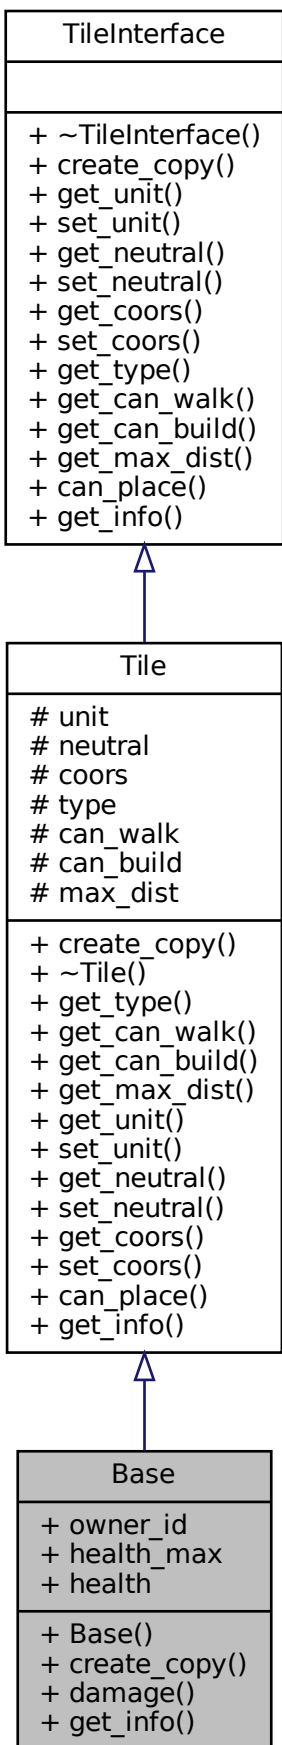 TileInterface
+ ~TileInterface()
+ create_copy()
+ get_unit()
+ set_unit()
+ get_neutral()
+ set_neutral()
+ get_coors()
+ set_coors()
+ get_type()
+ get_can_walk()
+ get_can_build()
+ get_max_dist()
+ can_place()
+ get_info()
Tile
# unit
# neutral
# coors
# type
# can_walk
# can_build
# max_dist
+ create_copy()
+ ~Tile()
+ get_type()
+ get_can_walk()
+ get_can_build()
+ get_max_dist()
+ get_unit()
+ set_unit()
+ get_neutral()
+ set_neutral()
+ get_coors()
+ set_coors()
+ can_place()
+ get_info()
Base
+ owner_id
+ health_max
+ health
+ Base()
+ create_copy()
+ damage()
+ get_info()